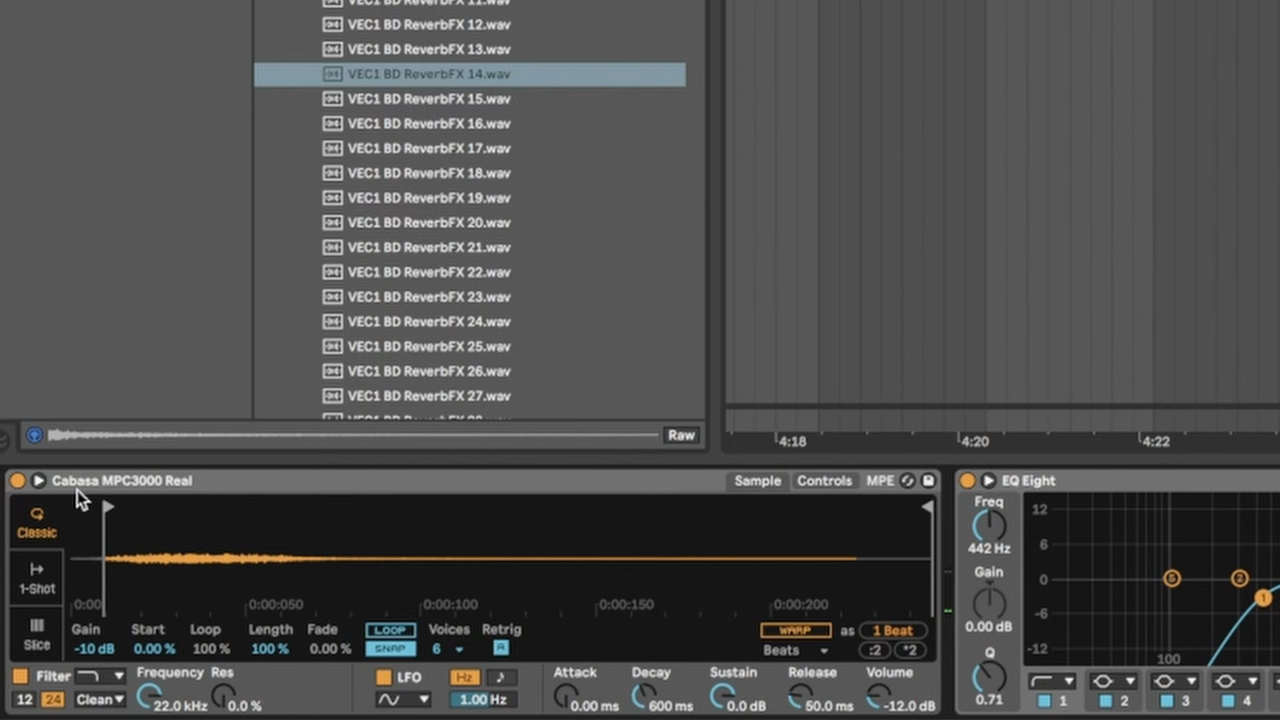 VEC1 BD ReverbFX 11.wav
VEC1 BD ReverbFX 12.wav
VEC1 BD ReverbFX 13.wav
VEC1 BD ReverbFX 14.wav
VEC1 BD ReverbFX 15.wav
VEC1 BD ReverbFX 16.wav
VEC1 BD ReverbFX 17.wav
VEC1 BD ReverbFX 18.wav
VEC1 BD ReverbFX 19.wav
VEC1 BD ReverbFX 20.wav
VEC1 BD ReverbFX 21.wav
VEC1 BD ReverbFX 22.wav
VEC1 BD ReverbFX 23.wav
VEC1 BD ReverbFX 24.wav
VEC1 BD ReverbFX 25.wav
VEC1 BD ReverbFX 26.wav
VEC1 BD ReverbFX 27.wav
Raw
4:18 4:20 4:22
Cabasa MPC3000 Real Sample Controls MPE EQ Eight
Classic
1-Shot
Slice
0:00 0:00:050 0:00:100 0:00:150 0:00:200
Gain Start Loop Length Fade LOOP Voices Retrig WARP as 1 Beat
-10 dB 0.00 % 100 % 100 % 0.00 % SNAP 6 R Beats :2 *2
Filter Frequency Res LFO Hz Attack Decay Sustain Release Volume
12 24 Clean 22.0 kHz 0.0 % 1.00 Hz 0.00 ms 600 ms 0.0 dB 50.0 ms -12.0 dB
Freq
442 Hz
Gain
0.00 dB
Q
0.71
12
6
0
-6
-12
100
5 2 1
1 2 3 4